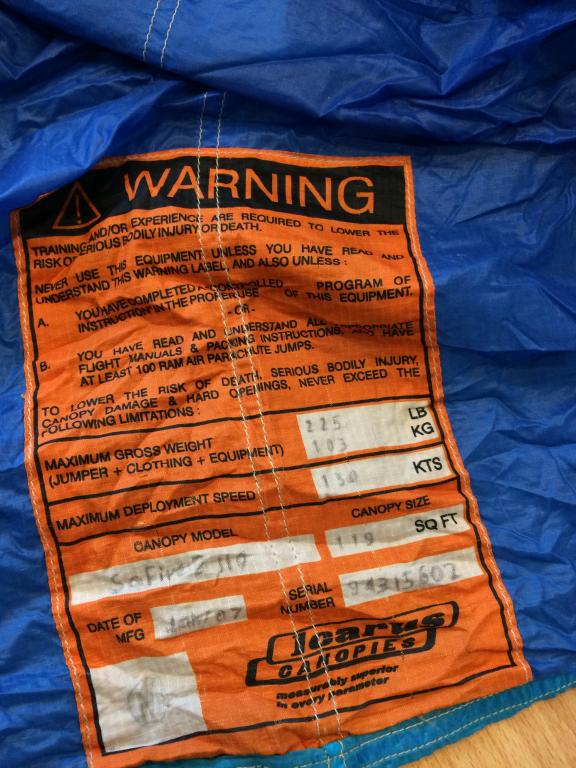 WARNING
TRAINING AND/OR EXPERIENCE ARE REQUIRED TO LOWER THE
RISK OF SERIOUS BODILY INJURY OR DEATH.
NEVER USE THIS EQUIPMENT UNLESS YOU HAVE READ AND
UNDERSTAND THIS WARNING LABEL AND ALSO UNLESS :
A. YOU HAVE COMPLETED A CONTROLLED PROGRAM OF
INSTRUCTION IN THE PROPER USE OF THIS EQUIPMENT.
-OR-
B. YOU HAVE READ AND UNDERSTAND ALL APPROPRIATE
FLIGHT MANUALS & PACKING INSTRUCTIONS, AND HAVE
AT LEAST 100 RAM AIR PARACHUTE JUMPS.
TO LOWER THE RISK OF DEATH, SERIOUS BODILY INJURY,
CANOPY DAMAGE & HARD OPENINGS, NEVER EXCEED THE
FOLLOWING LIMITATIONS :
MAXIMUM GROSS WEIGHT 225 LB
(JUMPER + CLOTHING + EQUIPMENT) 103 KG
MAXIMUM DEPLOYMENT SPEED 130 KTS
CANOPY MODEL CANOPY SIZE
119 SQ FT
DATE OF SERIAL
MFG NUMBER
Icarus
CANOPIES
measurably superior
in every parameter